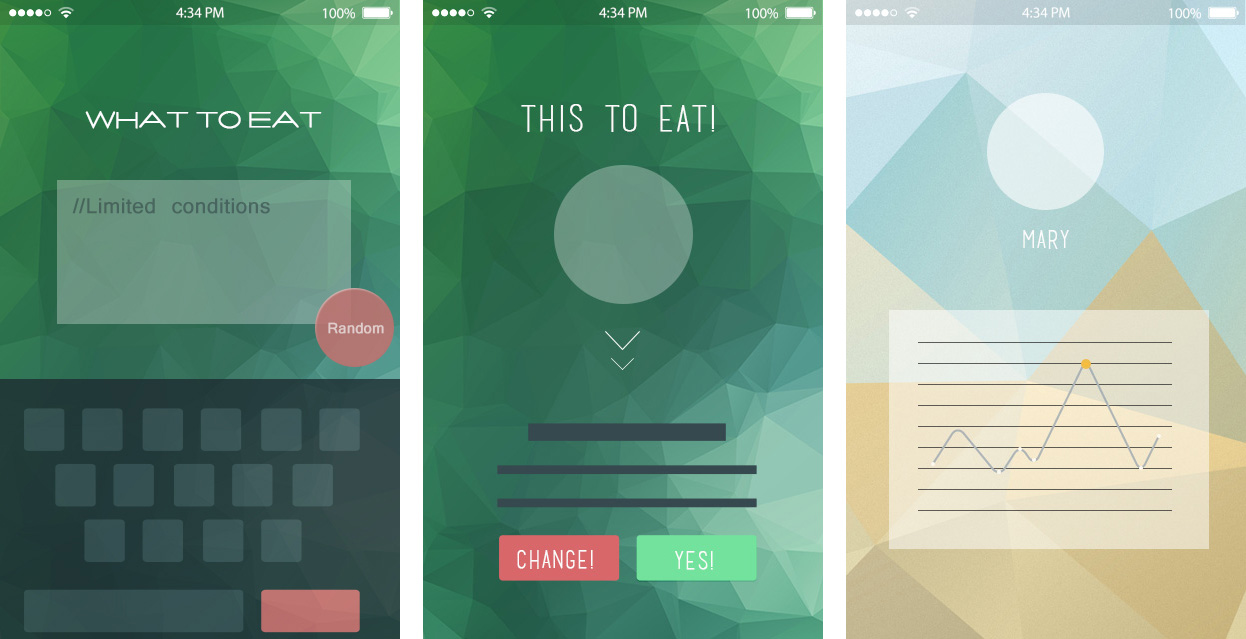 4:34 PM
100%
WHAT TO EAT
//Limited conditions
Random
4:34 PM
100%
THIS TO EAT!
CHANGE!
YES!
4:34 PM
100%
MARY